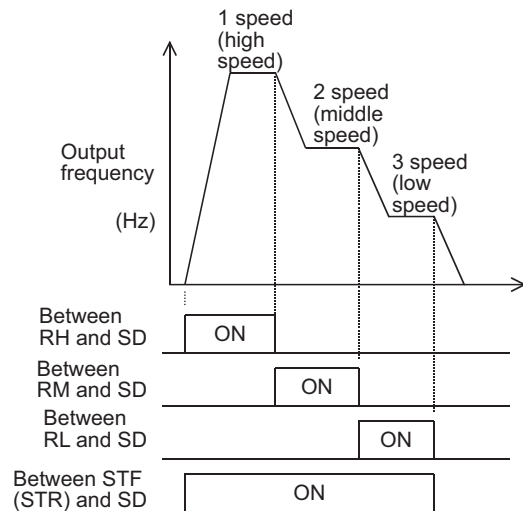 1 speed
(high
speed)
2 speed
(middle
speed)
3 speed
(low
speed)
Output
frequency
(Hz)
Between
RH and SD
ON
Between
RM and SD
ON
Between
RL and SD
ON
Between STF
(STR) and SD
ON